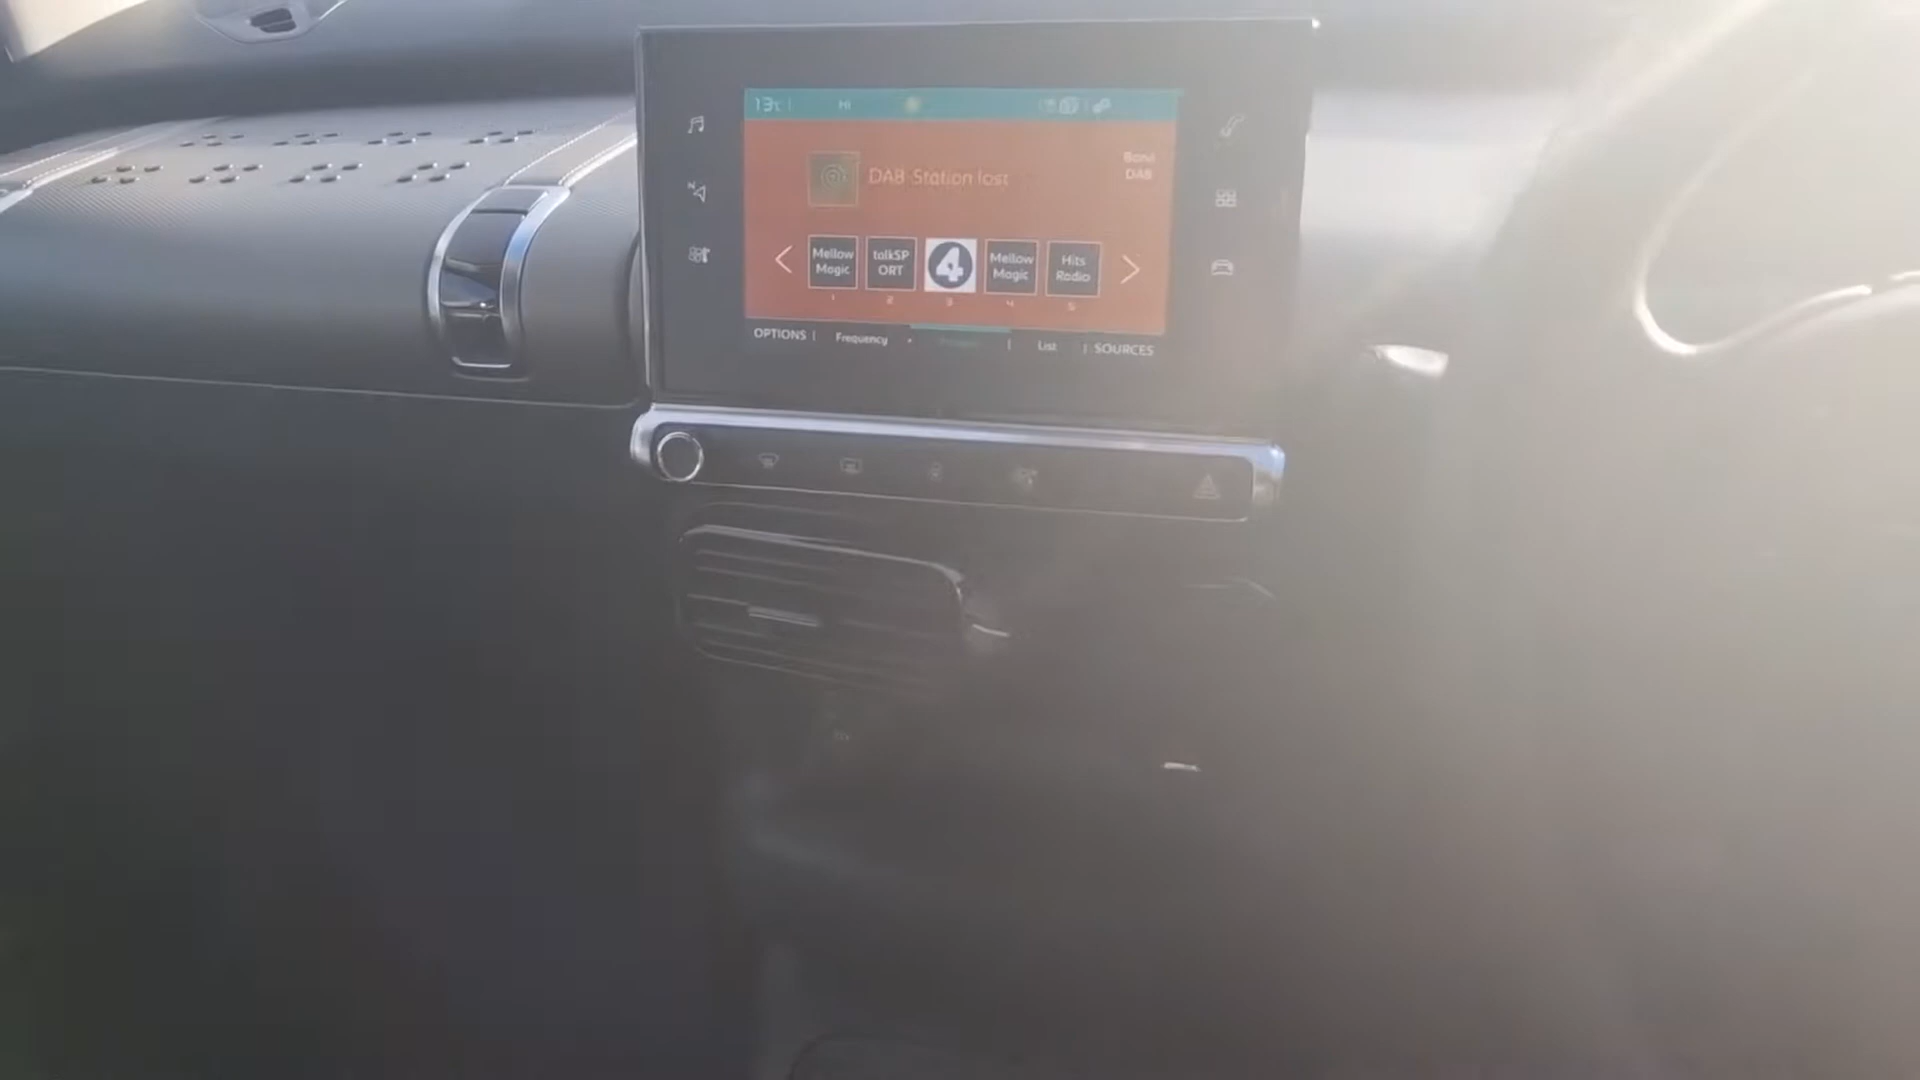 13°C HI
DAB Station lost
Band
DAB
Mellow
Magic
talkSP
ORT
4
Mellow
Magic
Hits
Radio
1 2 3 4 5
OPTIONS Frequency List SOURCES
N